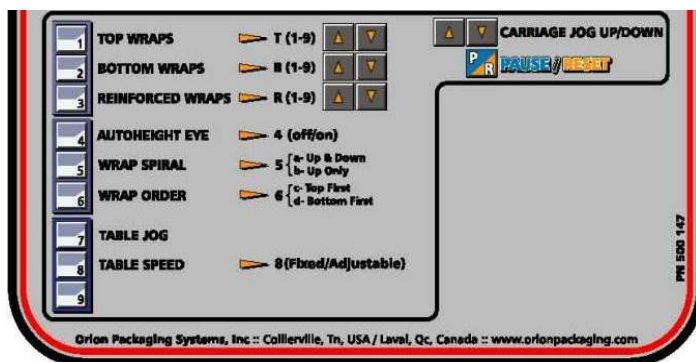 1 TOP WRAPS T (1-9)
2 BOTTOM WRAPS B (1-9)
3 REINFORCED WRAPS R (1-9)
4 AUTOHEIGHT EYE 4 (off/on)
5 WRAP SPIRAL 5 { a- Up & Down
b- Up Only
6 WRAP ORDER 6 { c- Top First
d- Bottom First
7 TABLE JOG
8 TABLE SPEED 8(Fixed/Adjustable)
9
CARRIAGE JOG UP/DOWN
P/R PAUSE/RESET
PN 500 147
Orion Packaging Systems, Inc :: Collierville, Tn, USA / Laval, Qc, Canada :: www.orionpackaging.com